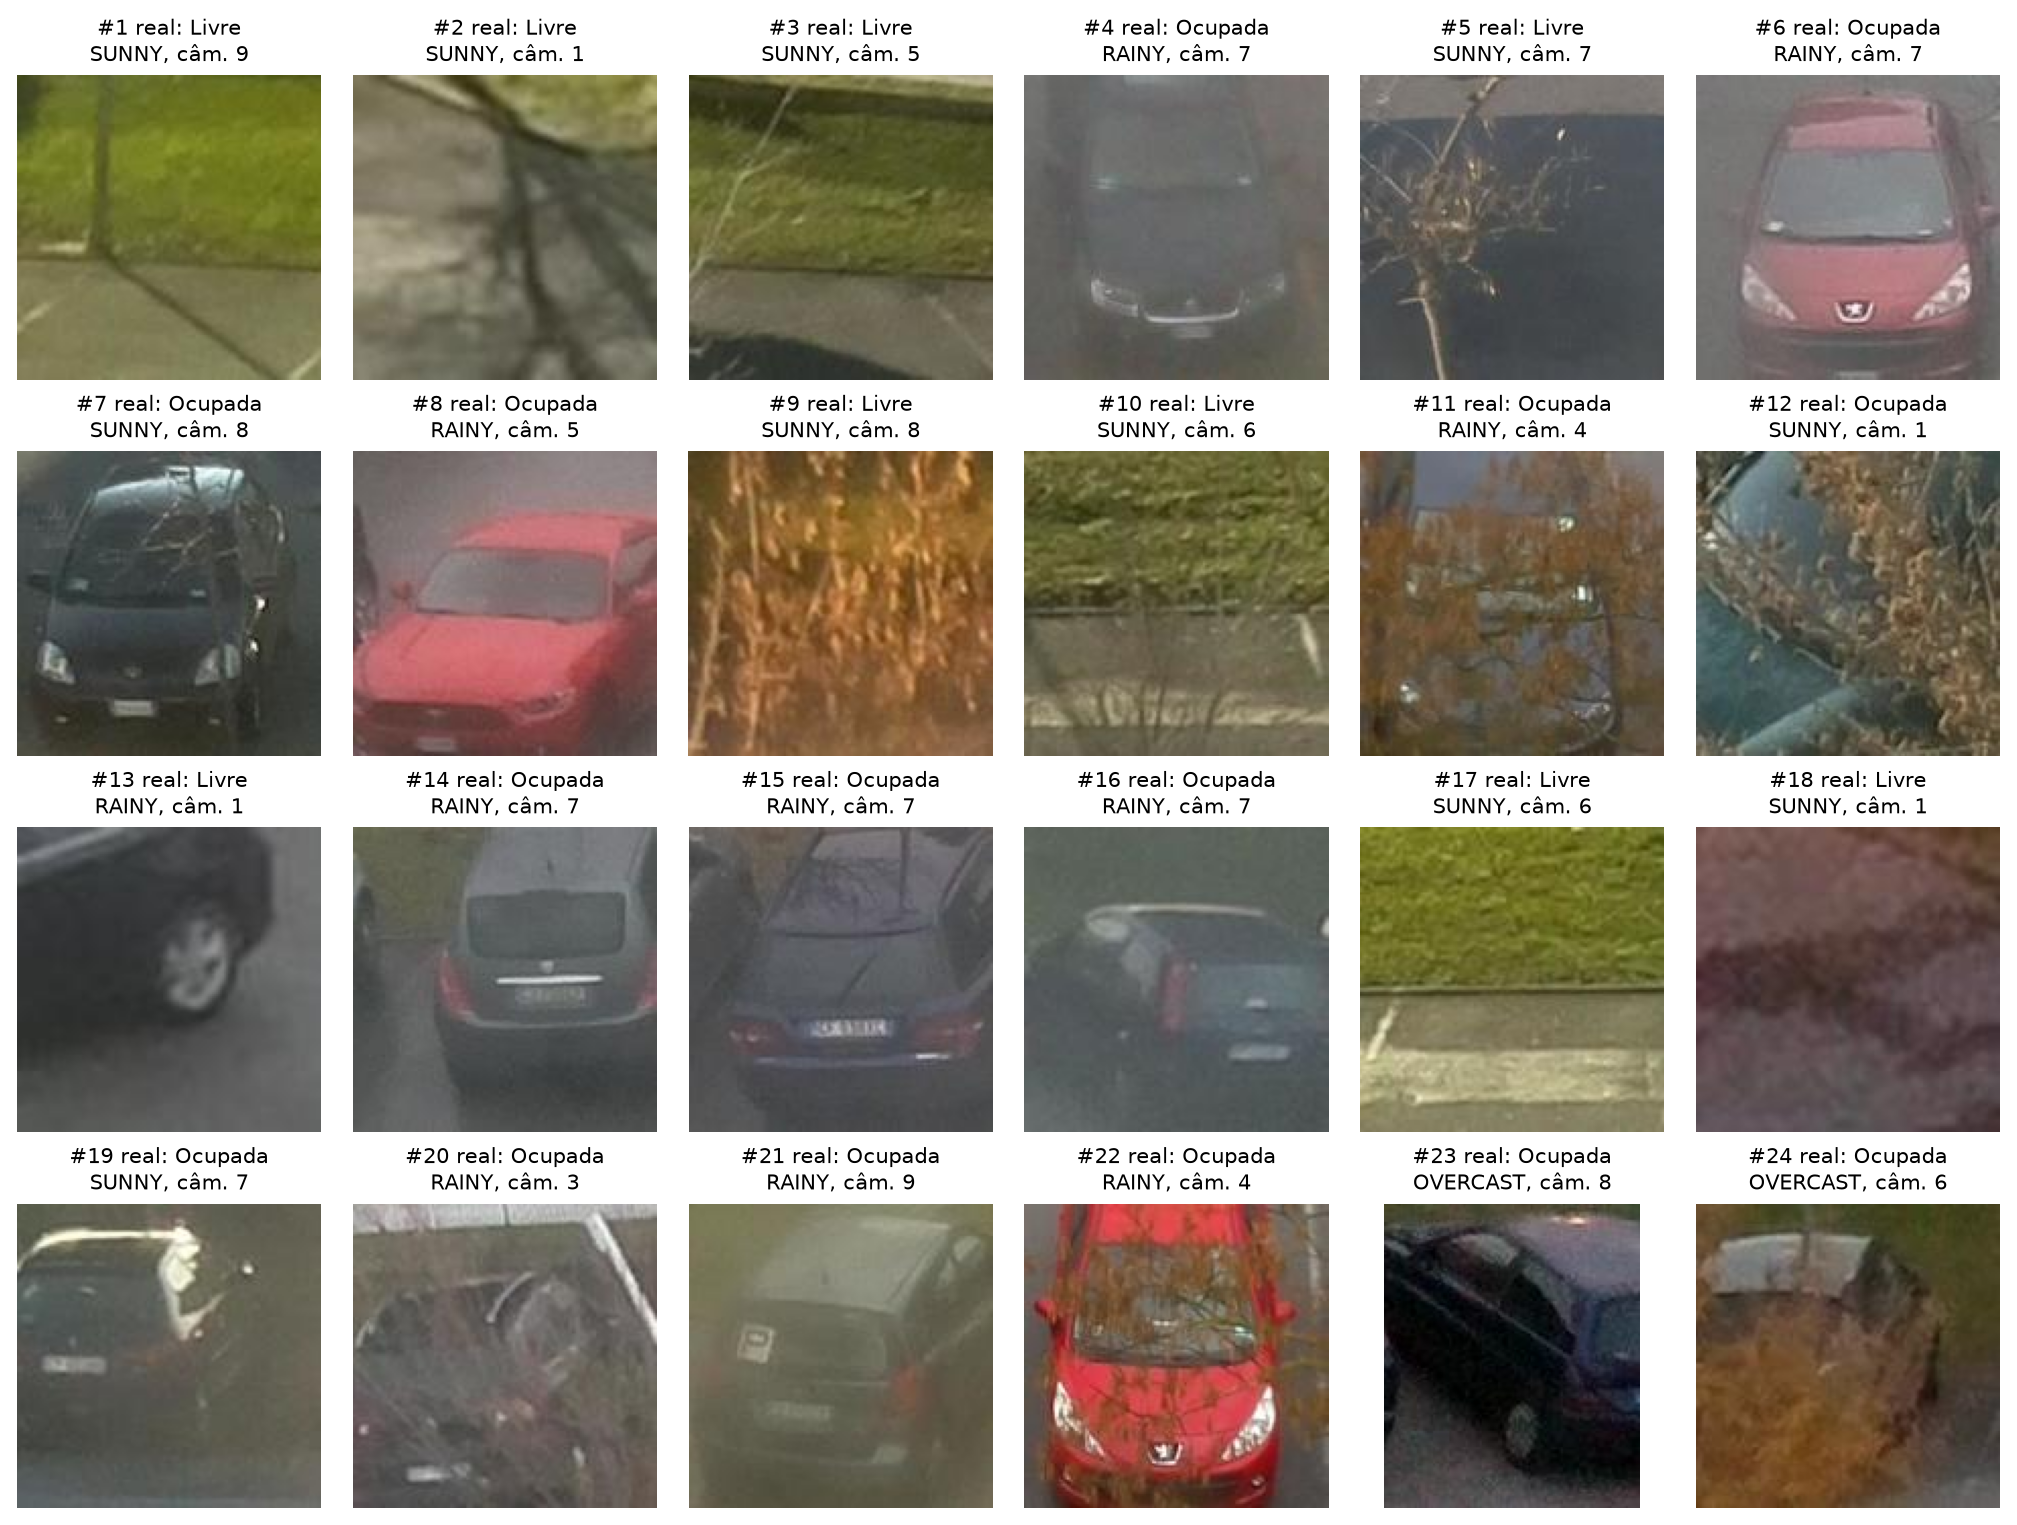 #1 real: Livre
SUNNY, câm. 9
#2 real: Livre
SUNNY, câm. 1
#3 real: Livre
SUNNY, câm. 5
#4 real: Ocupada
RAINY, câm. 7
#5 real: Livre
SUNNY, câm. 7
#6 real: Ocupada
RAINY, câm. 7
#7 real: Ocupada
SUNNY, câm. 8
#8 real: Ocupada
RAINY, câm. 5
#9 real: Livre
SUNNY, câm. 8
#10 real: Livre
SUNNY, câm. 6
#11 real: Ocupada
RAINY, câm. 4
#12 real: Ocupada
SUNNY, câm. 1
#13 real: Livre
RAINY, câm. 1
#14 real: Ocupada
RAINY, câm. 7
#15 real: Ocupada
RAINY, câm. 7
#16 real: Ocupada
RAINY, câm. 7
#17 real: Livre
SUNNY, câm. 6
#18 real: Livre
SUNNY, câm. 1
#19 real: Ocupada
SUNNY, câm. 7
#20 real: Ocupada
RAINY, câm. 3
#21 real: Ocupada
RAINY, câm. 9
#22 real: Ocupada
RAINY, câm. 4
#23 real: Ocupada
OVERCAST, câm. 8
#24 real: Ocupada
OVERCAST, câm. 6